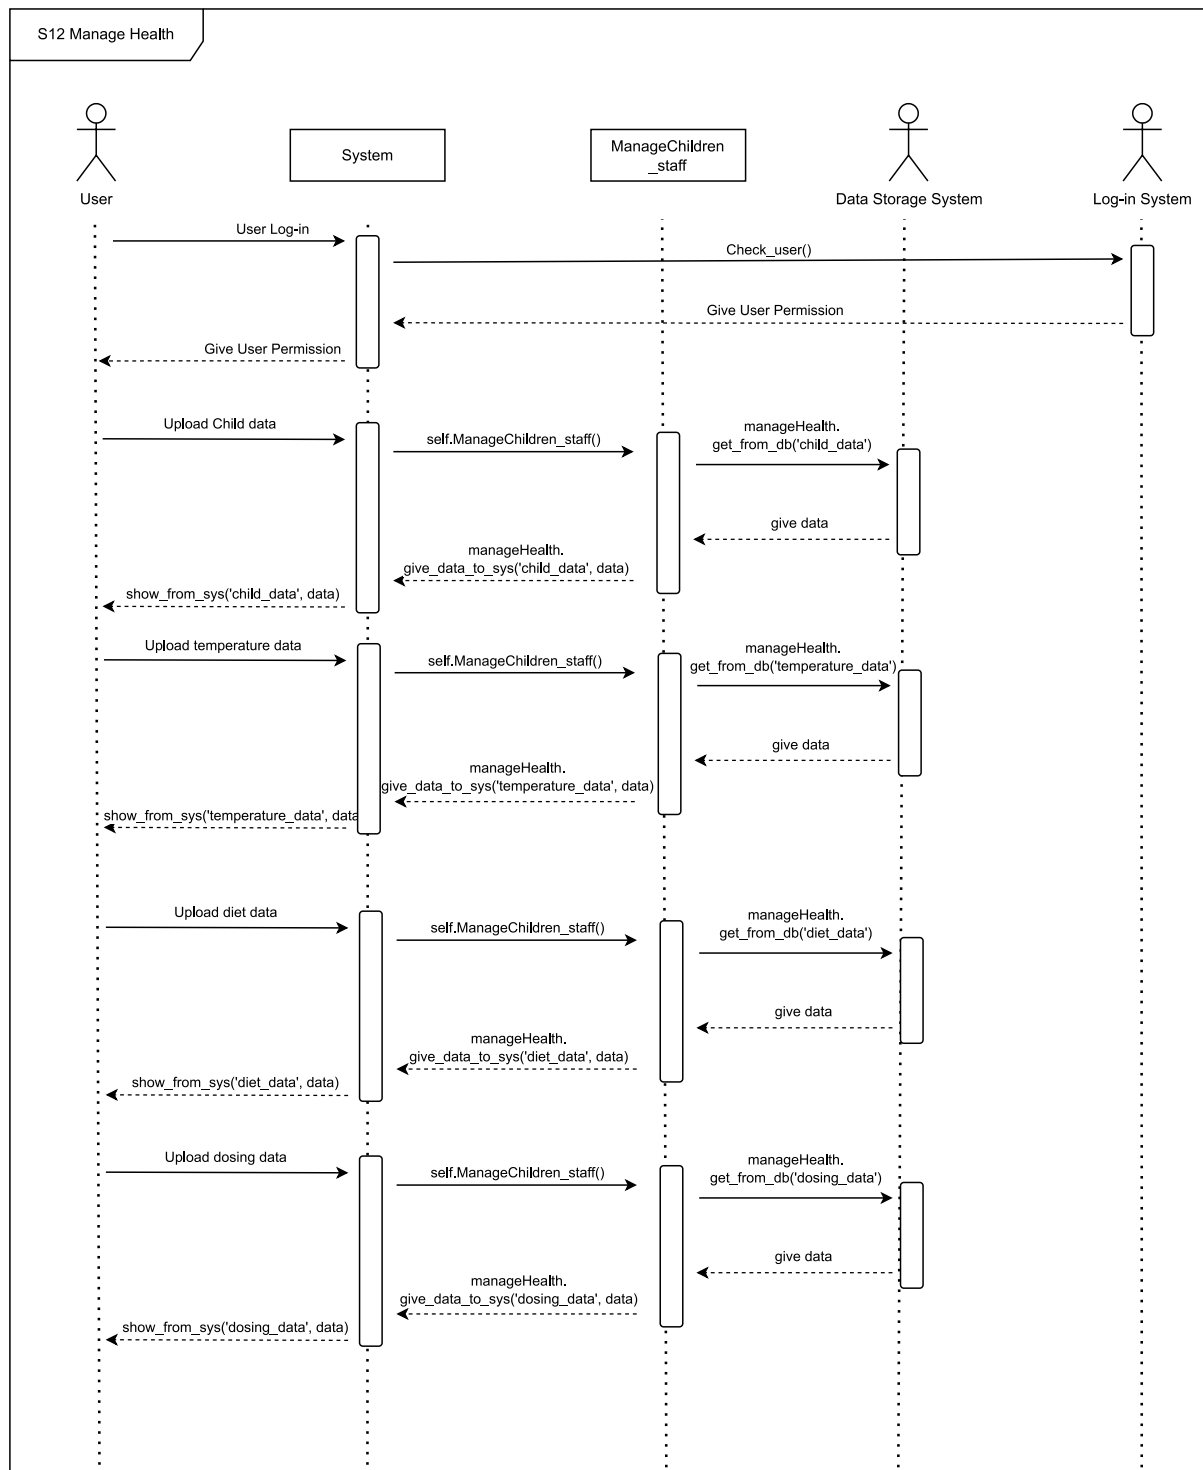 S12 Manage Health
User
System
ManageChildren
_staff
Data Storage System
Log-in System
User Log-in
Check_user()
Give User Permission
Give User Permission
Upload Child data
self.ManageChildren_staff()
manageHealth.
get_from_db('child_data')
give data
manageHealth.
give_data_to_sys('child_data', data)
show_from_sys('child_data', data)
Upload temperature data
self.ManageChildren_staff()
manageHealth.
get_from_db('temperature_data')
give data
manageHealth.
give_data_to_sys('temperature_data', data)
show_from_sys('temperature_data', data)
Upload diet data
self.ManageChildren_staff()
manageHealth.
get_from_db('diet_data')
give data
manageHealth.
give_data_to_sys('diet_data', data)
show_from_sys('diet_data', data)
Upload dosing data
self.ManageChildren_staff()
manageHealth.
get_from_db('dosing_data')
give data
manageHealth.
give_data_to_sys('dosing_data', data)
show_from_sys('dosing_data', data)